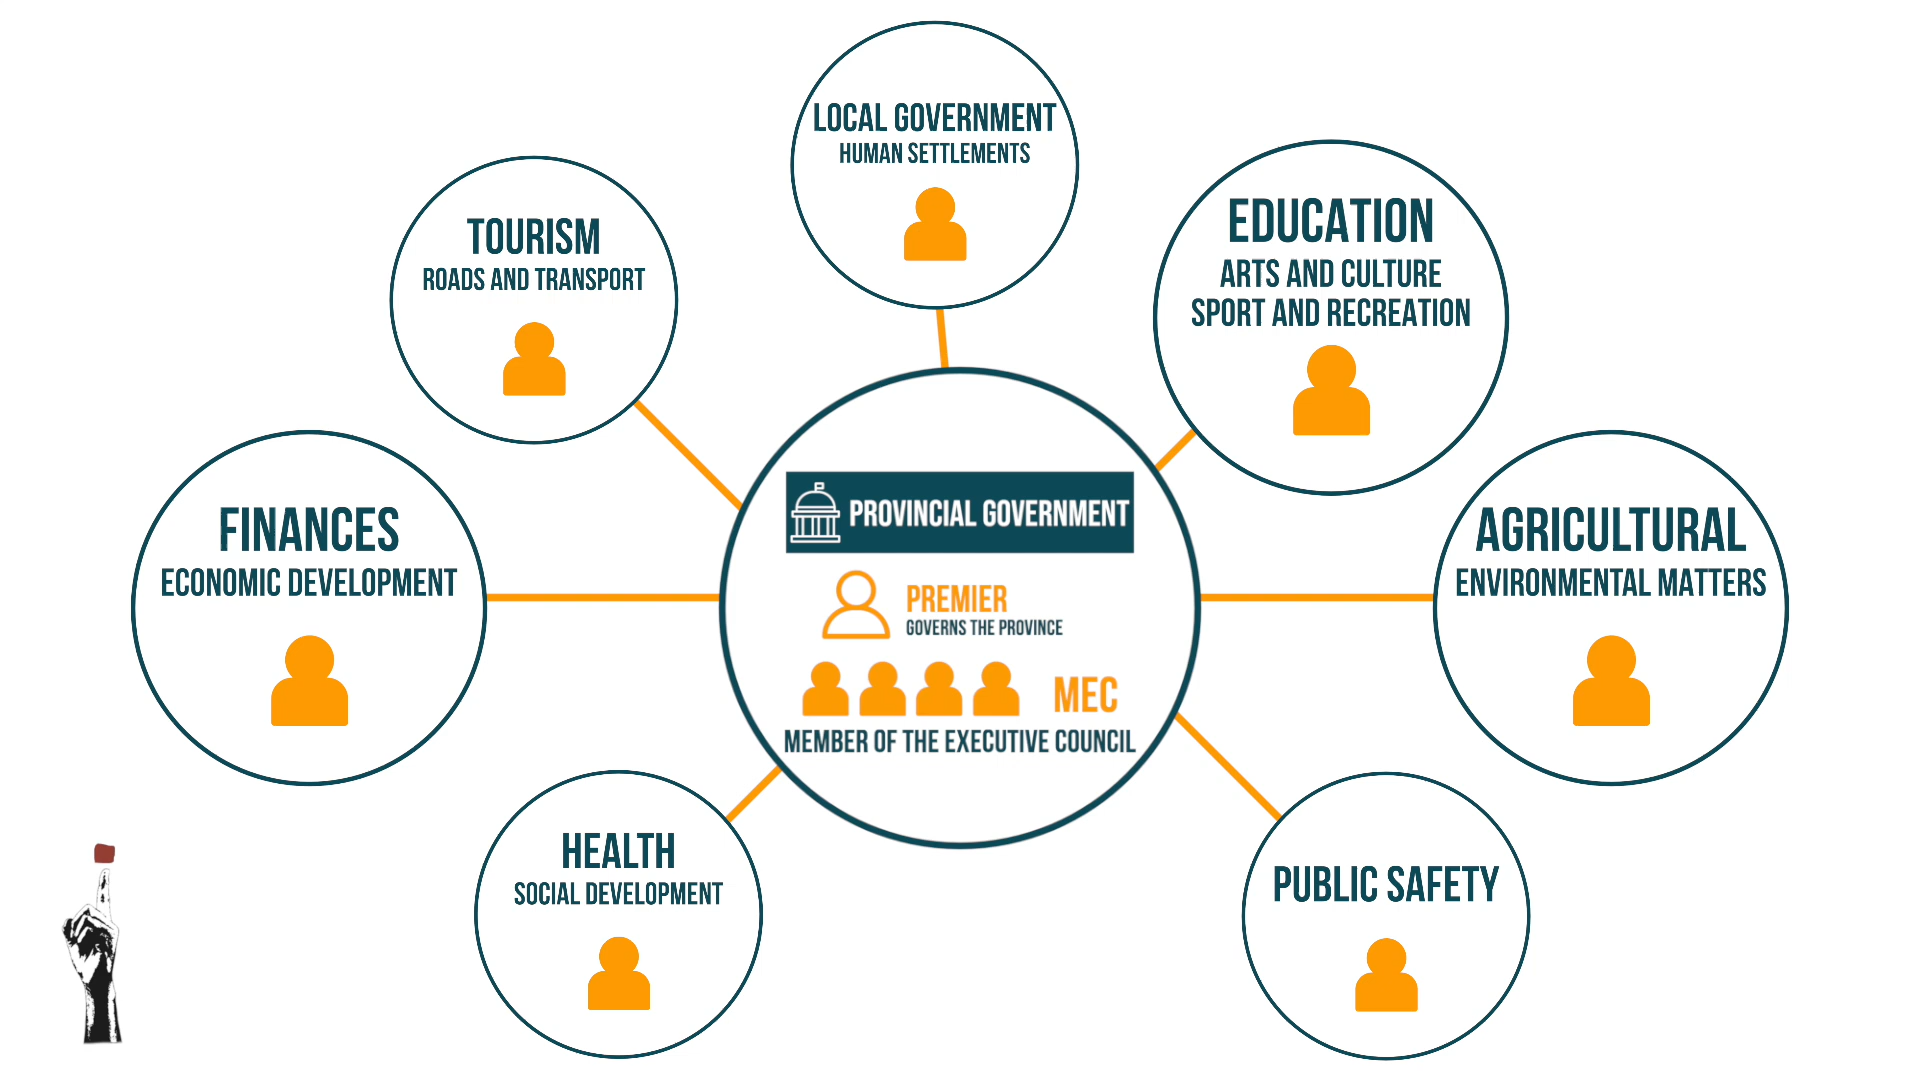 LOCAL GOVERNMENT
HUMAN SETTLEMENTS
TOURISM
ROADS AND TRANSPORT
EDUCATION
ARTS AND CULTURE
SPORT AND RECREATION
FINANCES
ECONOMIC DEVELOPMENT
PROVINCIAL GOVERNMENT
PREMIER
GOVERNS THE PROVINCE
MEC
MEMBER OF THE EXECUTIVE COUNCIL
AGRICULTURAL
ENVIRONMENTAL MATTERS
HEALTH
SOCIAL DEVELOPMENT
PUBLIC SAFETY